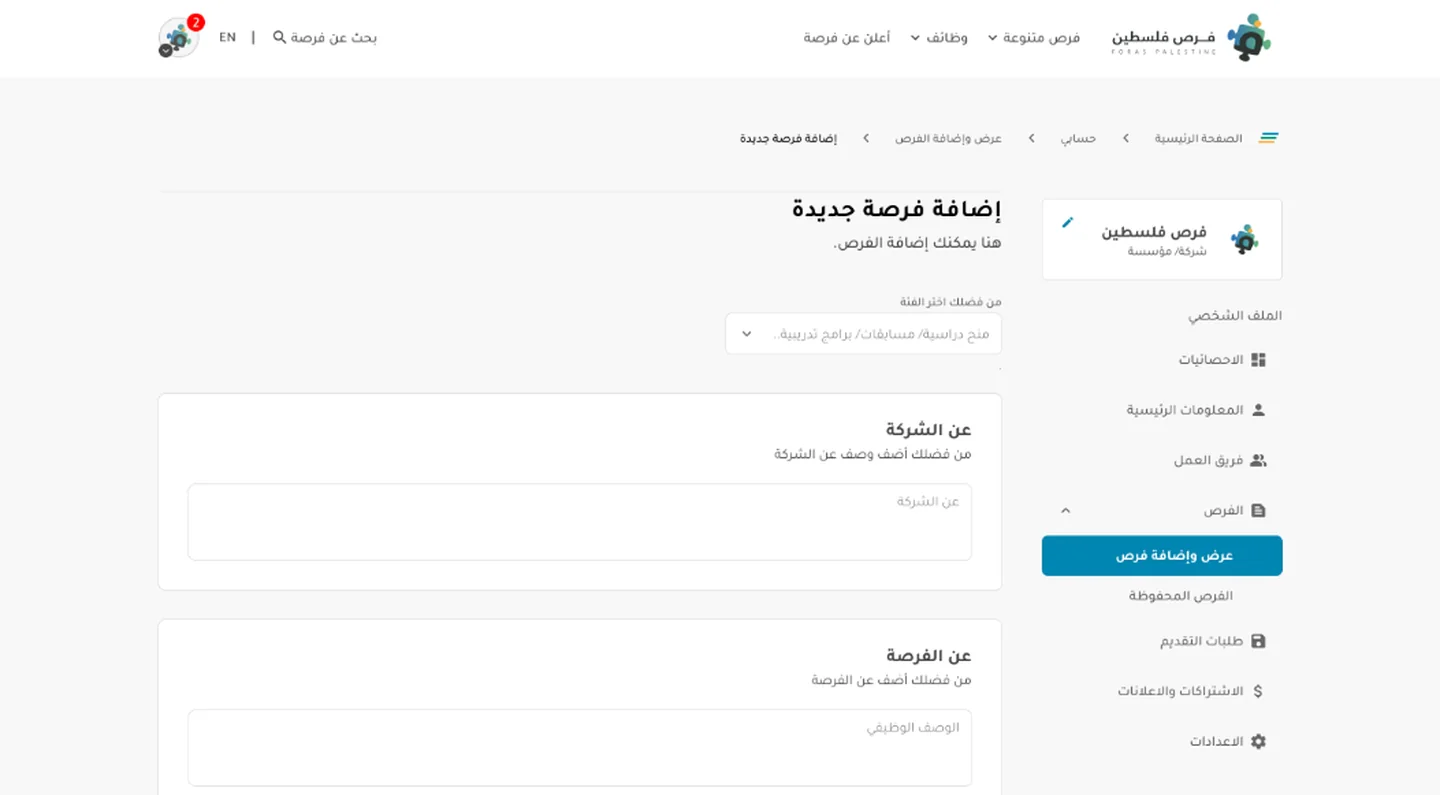 فــرص فلسطين
FORAS PALESTINE
فرص متنوعة
وظائف
أعلن عن فرصة
بحث عن فرصة
|
EN
2
الصفحة الرئيسية
حسابي
عرض وإضافة الفرص
إضافة فرصة جديدة
فرص فلسطين
شركة/ مؤسسة
الملف الشخصي
الاحصائيات
المعلومات الرئيسية
فريق العمل
الفرص
عرض وإضافة فرص
الفرص المحفوظة
طلبات التقديم
الاشتراكات والاعلانات
الاعدادات
إضافة فرصة جديدة
هنا يمكنك إضافة الفرص.
من فضلك اختر الفئة
منح دراسية/ مسابقات/ برامج تدريبية..
.
عن الشركة
من فضلك أضف وصف عن الشركة
عن الشركة
عن الفرصة
من فضلك أضف عن الفرصة
الوصف الوظيفي